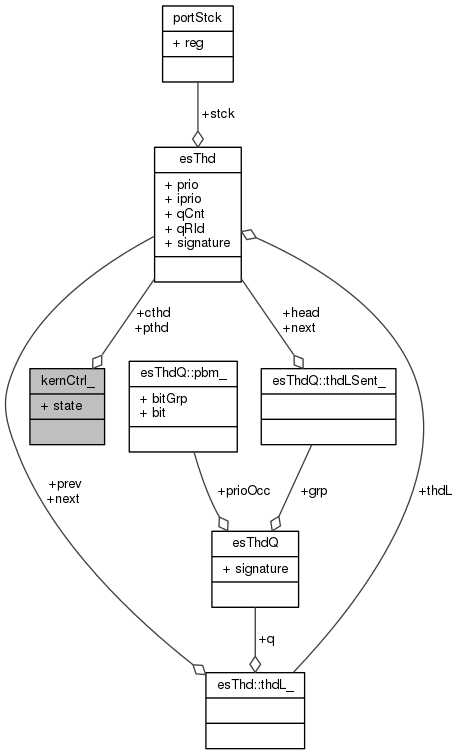 portStck
+ reg
+stck
esThd
+ prio
+ iprio
+ qCnt
+ qRld
+ signature
+cthd
+pthd
+head
+next
kernCtrl_
+ state
esThdQ::pbm_
+ bitGrp
+ bit
esThdQ::thdLSent_
+prev
+next
+prioOcc
+grp
+thdL
esThdQ
+ signature
+q
esThd::thdL_